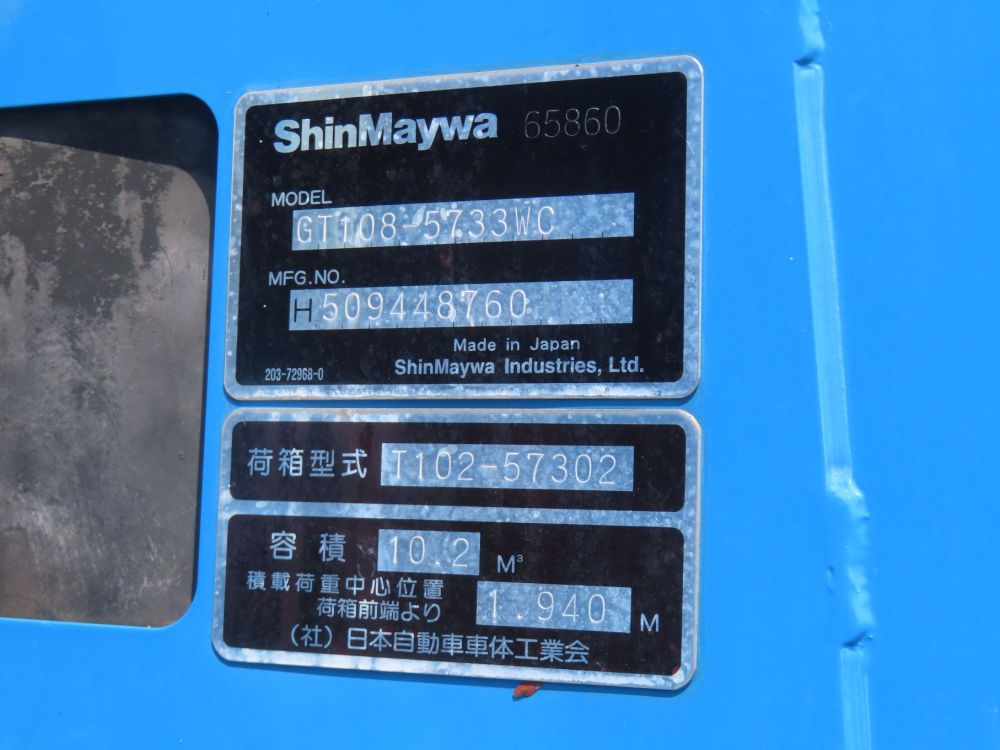 ShinMaywa 65860
MODEL
GT108-5733WC
MFG.NO.
H509448760
Made in Japan
203-72968-0 ShinMaywa Industries, Ltd.
荷箱型式 T102-57302
容積 10.2 M³
積載荷重中心位置
荷箱前端より 1.940 M
（社）日本自動車車体工業会